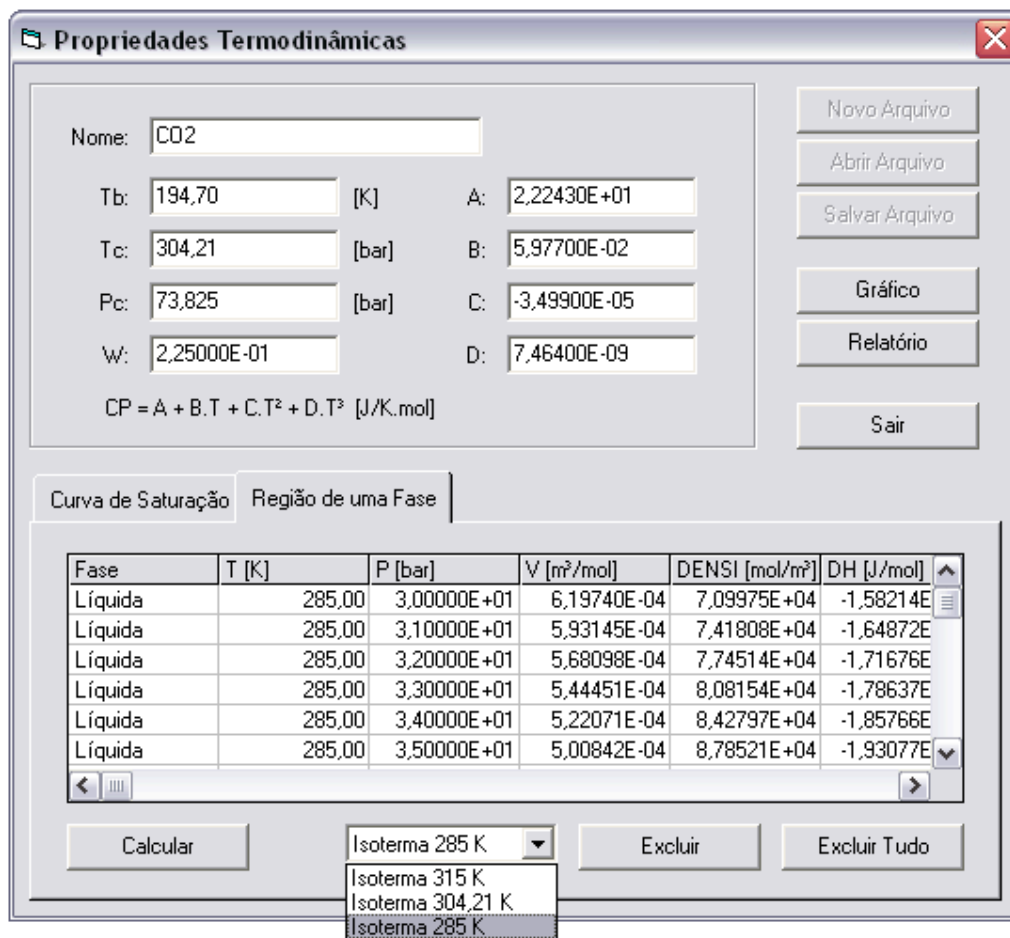 Propriedades Termodinâmicas
Nome: CO2
Tb: 194,70 [K] A: 2,22430E+01
Tc: 304,21 [bar] B: 5,97700E-02
Pc: 73,825 [bar] C: -3,49900E-05
W: 2,25000E-01 D: 7,46400E-09
CP = A + B.T + C.T² + D.T³ [J/K.mol]
Novo Arquivo
Abrir Arquivo
Salvar Arquivo
Gráfico
Relatório
Sair
Curva de Saturação Região de uma Fase
Fase T [K] P [bar] V [m³/mol] DENSI [mol/m³] DH [J/mol]
Líquida 285,00 3,00000E+01 6,19740E-04 7,09975E+04 -1,58214E
Líquida 285,00 3,10000E+01 5,93145E-04 7,41808E+04 -1,64872E
Líquida 285,00 3,20000E+01 5,68098E-04 7,74514E+04 -1,71676E
Líquida 285,00 3,30000E+01 5,44451E-04 8,08154E+04 -1,78637E
Líquida 285,00 3,40000E+01 5,22071E-04 8,42797E+04 -1,85766E
Líquida 285,00 3,50000E+01 5,00842E-04 8,78521E+04 -1,93077E
Calcular Isoterma 285 K Excluir Excluir Tudo
Isoterma 315 K
Isoterma 304,21 K
Isoterma 285 K